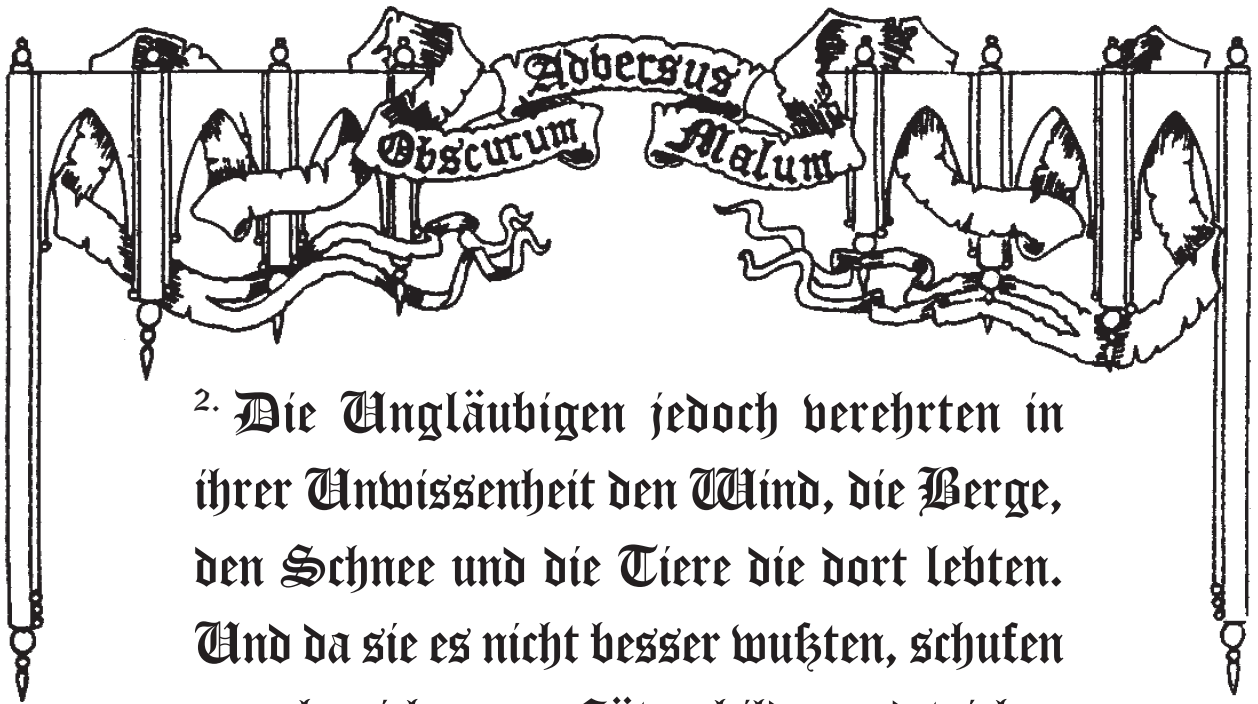 Adversus
Obscurum Malum
2. Die Ungläubigen jedoch verehrten in
ihrer Unwissenheit den Wind, die Berge,
den Schnee und die Tiere die dort lebten.
Und da sie es nicht besser wußten, schufen